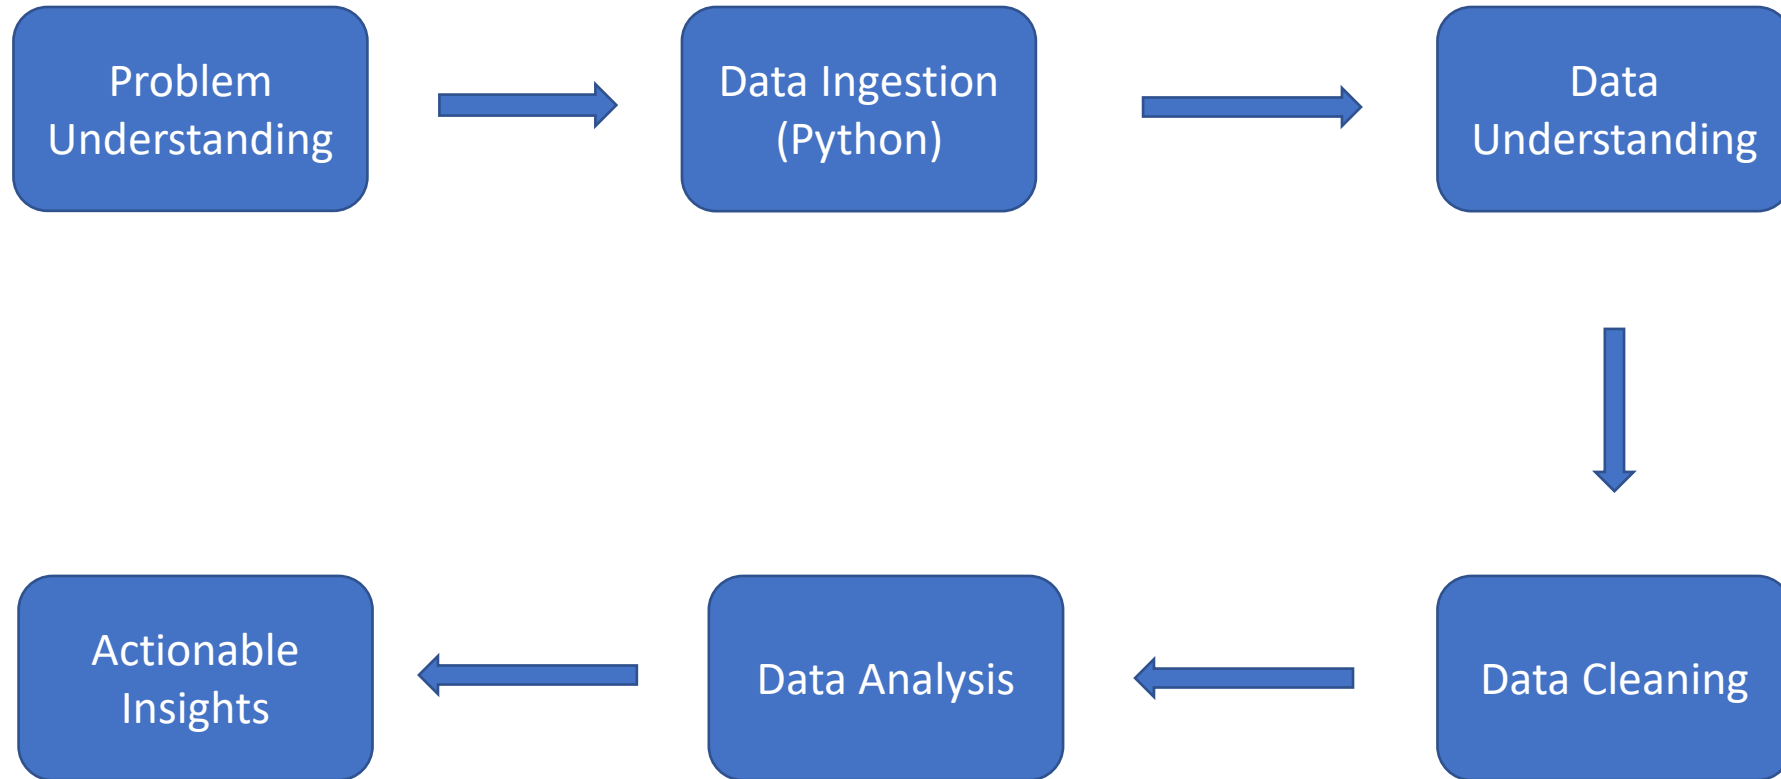 Problem
Understanding
Data Ingestion
(Python)
Data
Understanding
Actionable
Insights
Data Analysis
Data Cleaning